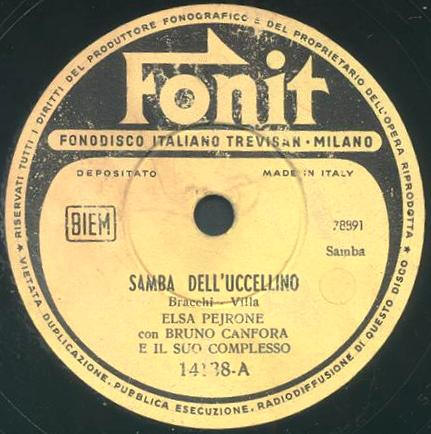 ★ RISERVATI TUTTI I DIRITTI DEL PRODUTTORE FONOGRAFICO E DEL PROPRIETARIO DELL'OPERA RIPRODOTTA ★
Fonit
FONODISCO ITALIANO TREVISAN · MILANO
DEPOSITATO
MADE IN ITALY
BIEM
78891
Samba
SAMBA DELL'UCCELLINO
Bracchi - Villa
ELSA PEJRONE
con BRUNO CANFORA
E IL SUO COMPLESSO
14138-A
VIETATA DUPLICAZIONE, PUBBLICA ESECUZIONE, RADIODIFFUSIONE DI QUESTO DISCO